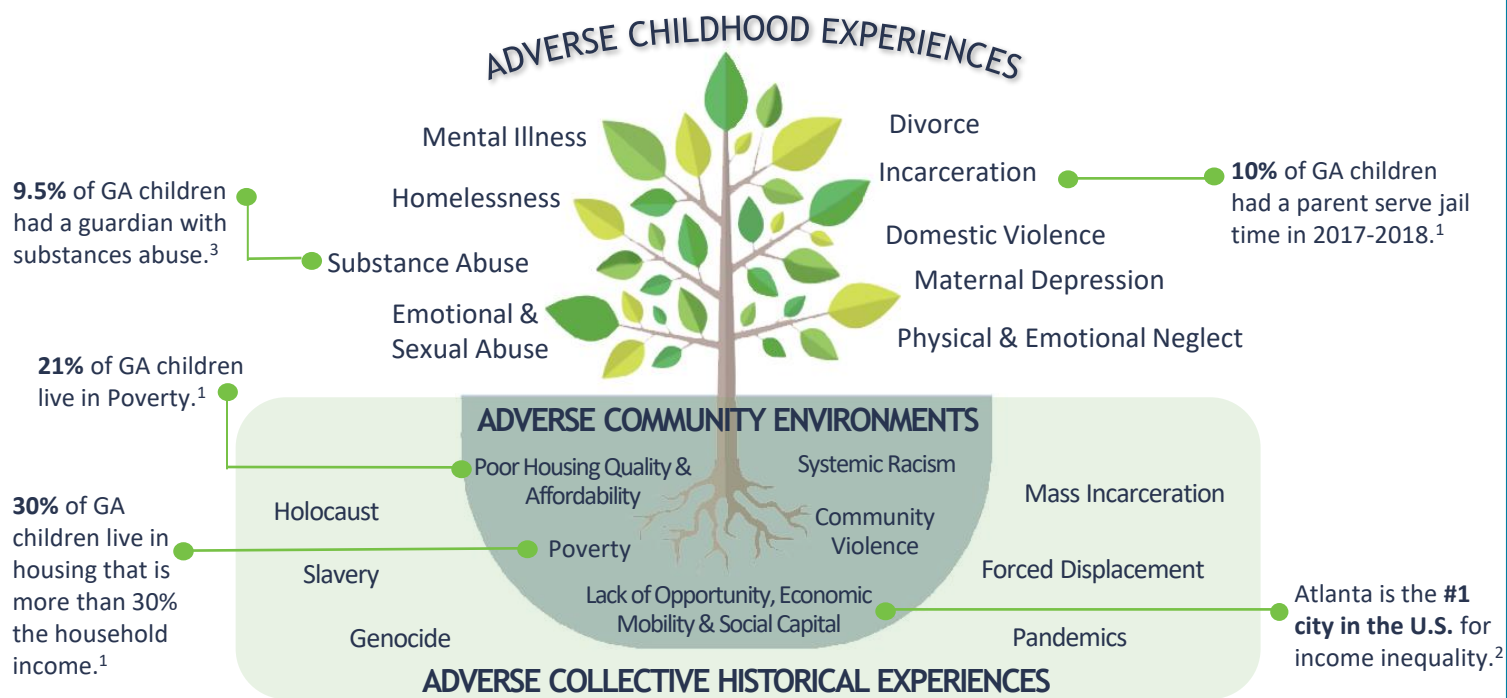 ADVERSE CHILDHOOD EXPERIENCES
Mental Illness
Homelessness
Substance Abuse
Emotional &
Sexual Abuse
Divorce
Incarceration
Domestic Violence
Maternal Depression
Physical & Emotional Neglect
9.5% of GA children
had a guardian with
substances abuse.3
10% of GA children
had a parent serve jail
time in 2017-2018.1
21% of GA children
live in Poverty.1
30% of GA
children live in
housing that is
more than 30%
the household
income.1
ADVERSE COMMUNITY ENVIRONMENTS
Poor Housing Quality &
Affordability
Systemic Racism
Poverty
Community
Violence
Lack of Opportunity, Economic
Mobility & Social Capital
Holocaust
Slavery
Genocide
Mass Incarceration
Forced Displacement
Pandemics
Atlanta is the #1
city in the U.S. for
income inequality.2
ADVERSE COLLECTIVE HISTORICAL EXPERIENCES